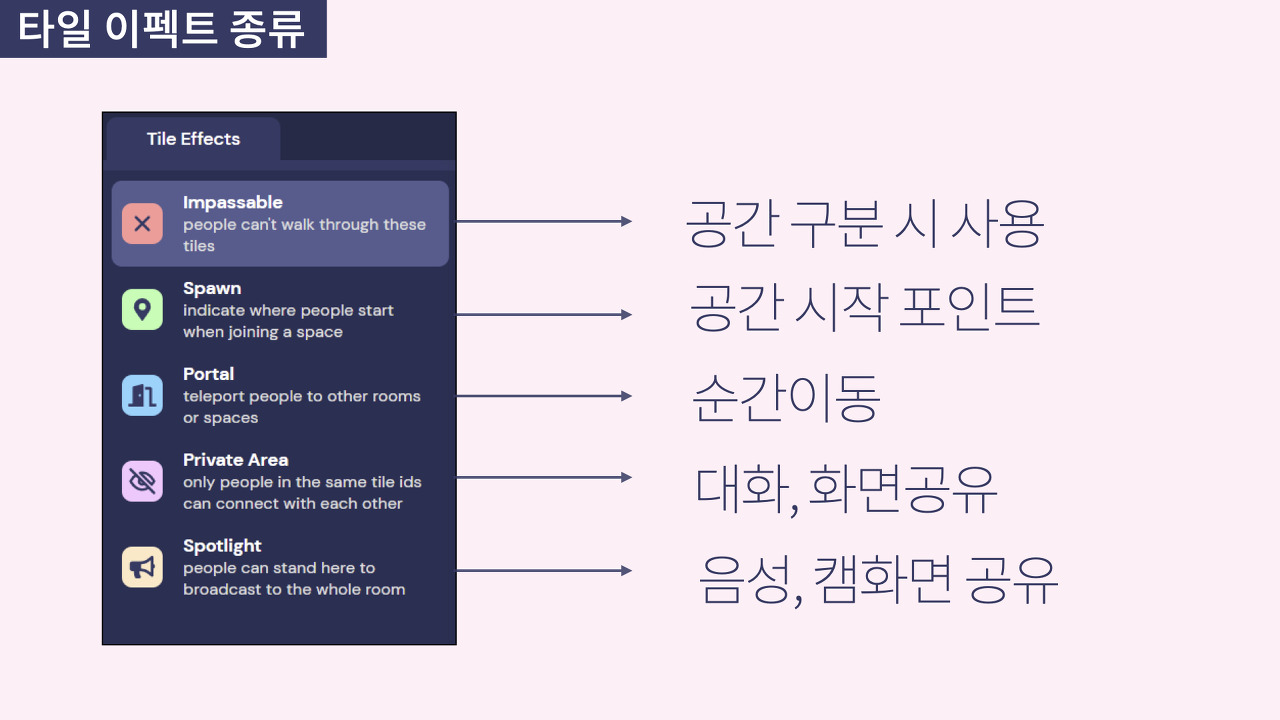 타일 이펙트 종류
Tile Effects
Impassable
people can't walk through these
tiles
공간 구분 시 사용
Spawn
indicate where people start
when joining a space
공간 시작 포인트
Portal
teleport people to other rooms
or spaces
순간이동
Private Area
only people in the same tile ids
can connect with each other
대화, 화면공유
Spotlight
people can stand here to
broadcast to the whole room
음성, 캠화면 공유